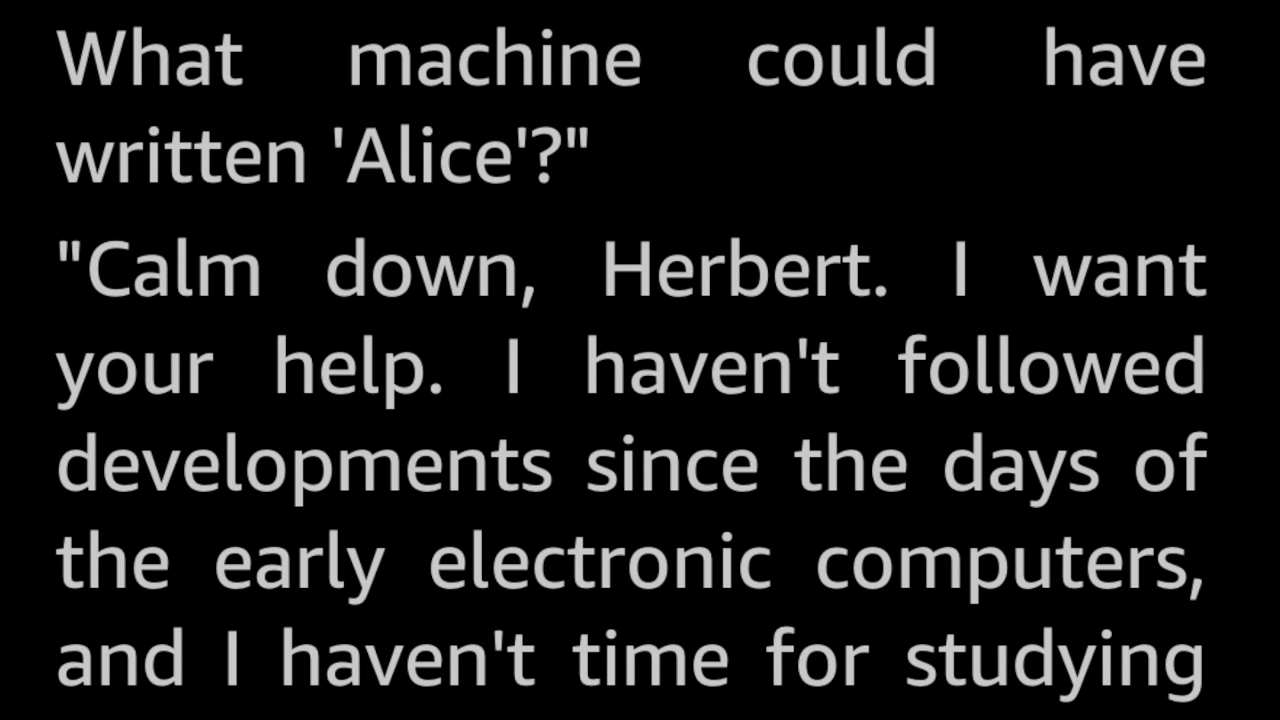 What machine could have
written 'Alice'?"
"Calm down, Herbert. I want
your help. I haven't followed
developments since the days of
the early electronic computers,
and I haven't time for studying